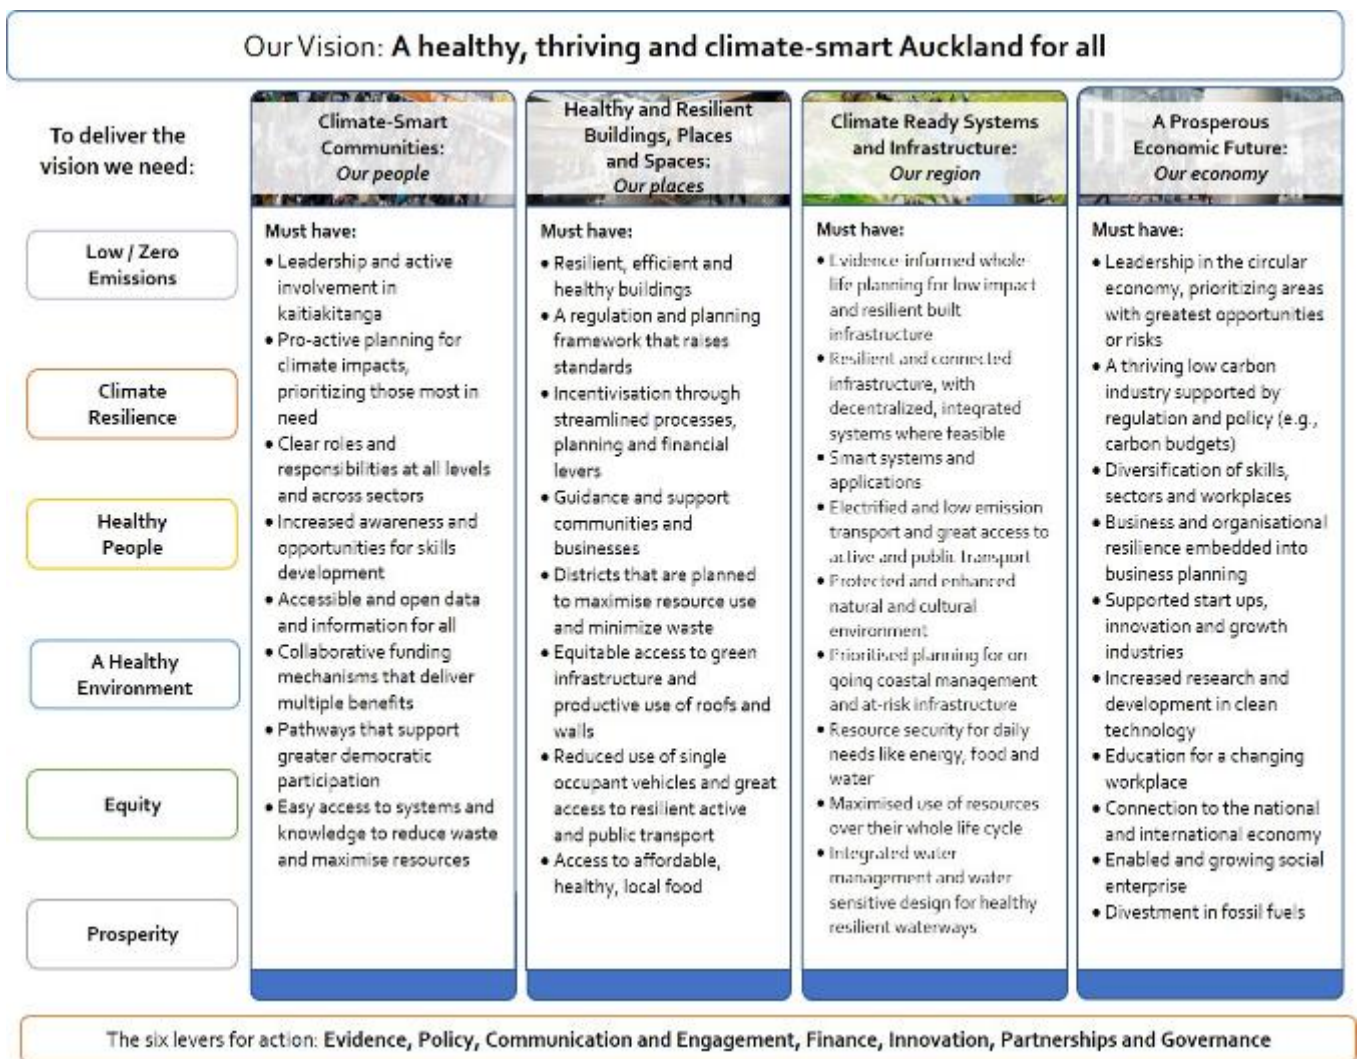 Our Vision: A healthy, thriving and climate-smart Auckland for all
To deliver the
vision we need:
Low / Zero
Emissions
Climate
Resilience
Healthy
People
A Healthy
Environment
Equity
Prosperity
Climate-Smart
Communities:
Our people
Must have:
• Leadership and active
involvement in
kaitiakitanga
• Pro-active planning for
climate impacts,
prioritizing those most in
need
• Clear roles and
responsibilities at all levels
and across sectors
• Increased awareness and
opportunities for skills
development
• Accessible and open data
and information for all
• Collaborative funding
mechanisms that deliver
multiple benefits
• Pathways that support
greater democratic
participation
• Easy access to systems and
knowledge to reduce waste
and maximise resources
Healthy and Resilient
Buildings, Places
and Spaces:
Our places
Must have:
• Resilient, efficient and
healthy buildings
• A regulation and planning
framework that raises
standards
• Incentivisation through
streamlined processes,
planning and financial
levers
• Guidance and support
communities and
businesses
• Districts that are planned
to maximise resource use
and minimize waste
• Equitable access to green
infrastructure and
productive use of roofs and
walls
• Reduced use of single
occupant vehicles and great
access to resilient active
and public transport
• Access to affordable,
healthy, local food
Climate Ready Systems
and Infrastructure:
Our region
Must have:
• Evidence-informed whole
life planning for low impact
and resilient built
infrastructure
• Resilient and connected
infrastructure, with
decentralized, integrated
systems where feasible
• Smart systems and
applications
• Electrified and low emission
transport and great access to
active and public transport
• Protected and enhanced
natural and cultural
environment
• Prioritised planning for on
going coastal management
and at-risk infrastructure
• Resource security for daily
needs like energy, food and
water
• Maximised use of resources
over their whole life cycle
• Integrated water
management and water
sensitive design for healthy
resilient waterways
A Prosperous
Economic Future:
Our economy
Must have:
• Leadership in the circular
economy, prioritizing areas
with greatest opportunities
or risks
• A thriving low carbon
industry supported by
regulation and policy (e.g.,
carbon budgets)
• Diversification of skills,
sectors and workplaces
• Business and organisational
resilience embedded into
business planning
• Supported start ups,
innovation and growth
industries
• Increased research and
development in clean
technology
• Education for a changing
workplace
• Connection to the national
and international economy
• Enabled and growing social
enterprise
• Divestment in fossil fuels
The six levers for action: Evidence, Policy, Communication and Engagement, Finance, Innovation, Partnerships and Governance